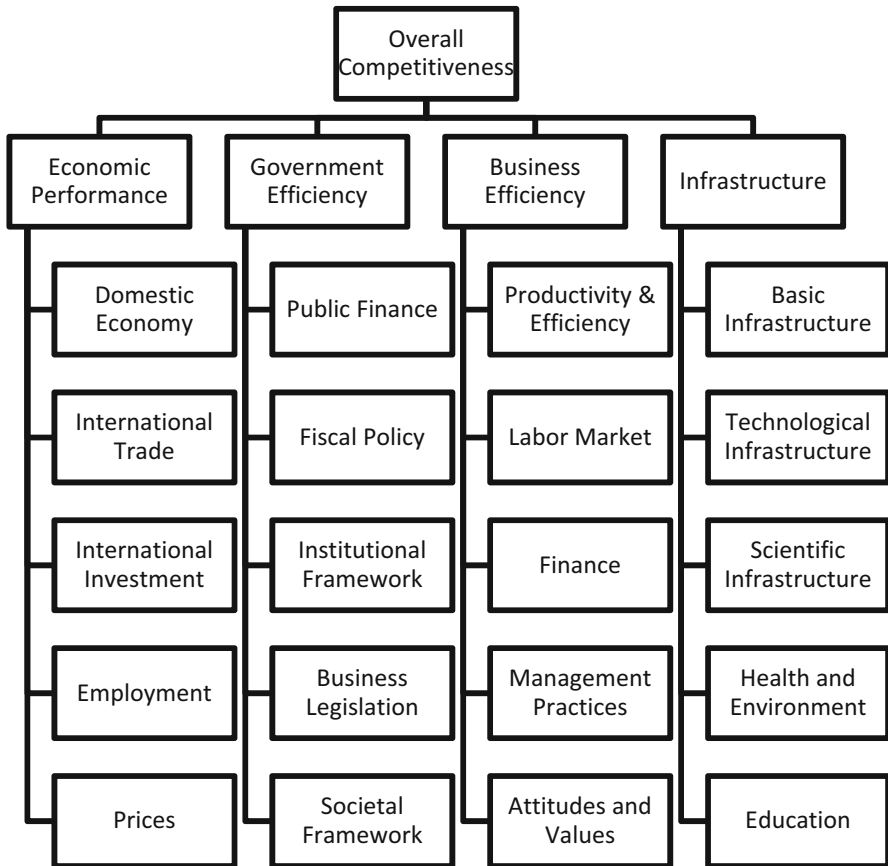 Overall
Competitiveness
Economic
Performance
Government
Efficiency
Business
Efficiency
Infrastructure
Domestic
Economy
Public Finance
Productivity &
Efficiency
Basic
Infrastructure
International
Trade
Fiscal Policy
Labor Market
Technological
Infrastructure
International
Investment
Institutional
Framework
Finance
Scientific
Infrastructure
Employment
Business
Legislation
Management
Practices
Health and
Environment
Prices
Societal
Framework
Attitudes and
Values
Education